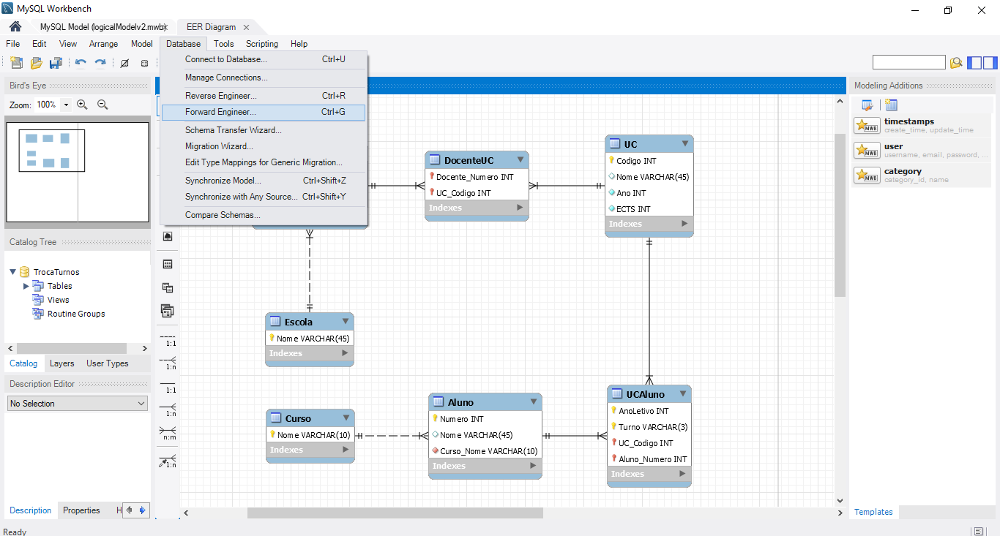 MySQL Workbench
MySQL Model (logicalModelv2.mwb)
EER Diagram
File Edit View Arrange Model Database Tools Scripting Help
Connect to Database... Ctrl+U
Manage Connections...
Reverse Engineer... Ctrl+R
Forward Engineer... Ctrl+G
Schema Transfer Wizard...
Migration Wizard...
Edit Type Mappings for Generic Migration...
Synchronize Model... Ctrl+Shift+Z
Synchronize with Any Source... Ctrl+Shift+Y
Compare Schemas...
Bird's Eye
Zoom: 100%
Catalog Tree
TrocaTurnos
Tables
Views
Routine Groups
Catalog Layers User Types
Description Editor
No Selection
Description Properties H
Ready
1:1
1:n
1:1
1:n
n:m
1:n
DocenteUC
Docente_Numero INT
UC_Codigo INT
Indexes
UC
Codigo INT
Nome VARCHAR(45)
Ano INT
ECTS INT
Indexes
Escola
Nome VARCHAR(45)
Indexes
Curso
Nome VARCHAR(10)
Indexes
Aluno
Numero INT
Nome VARCHAR(45)
Curso_Nome VARCHAR(10)
Indexes
UCAluno
AnoLetivo INT
Turno VARCHAR(3)
UC_Codigo INT
Aluno_Numero INT
Indexes
Modeling Additions
MWB
timestamps
create_time, update_time
MWB
user
username, email, password, ...
MWB
category
category_id, name
Templates